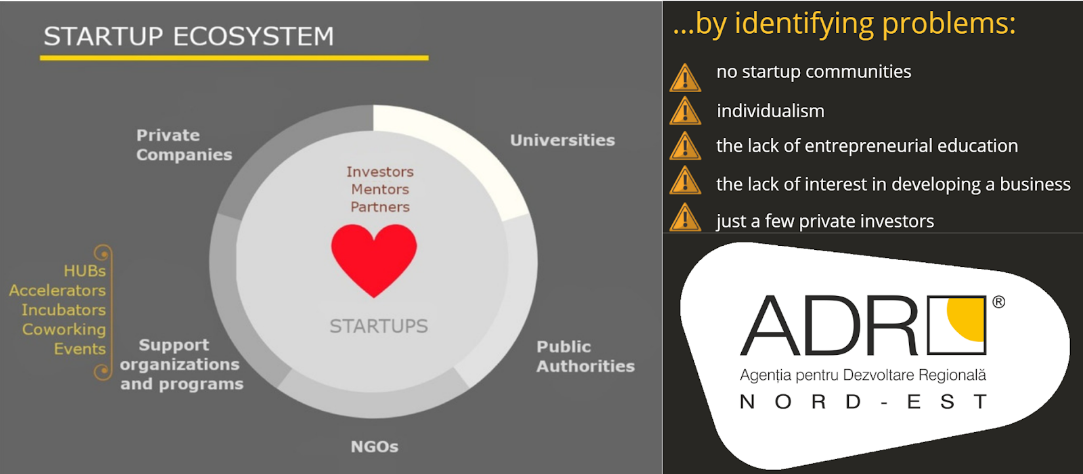 STARTUP ECOSYSTEM
Private
Companies
Universities
Investors
Mentors
Partners
STARTUPS
HUBs
Accelerators
Incubators
Coworking
Events
Support
organizations
and programs
Public
Authorities
NGOs
...by identifying problems:
no startup communities
individualism
the lack of entrepreneurial education
the lack of interest in developing a business
just a few private investors
ADR®
Agenția pentru Dezvoltare Regională
NORD-EST